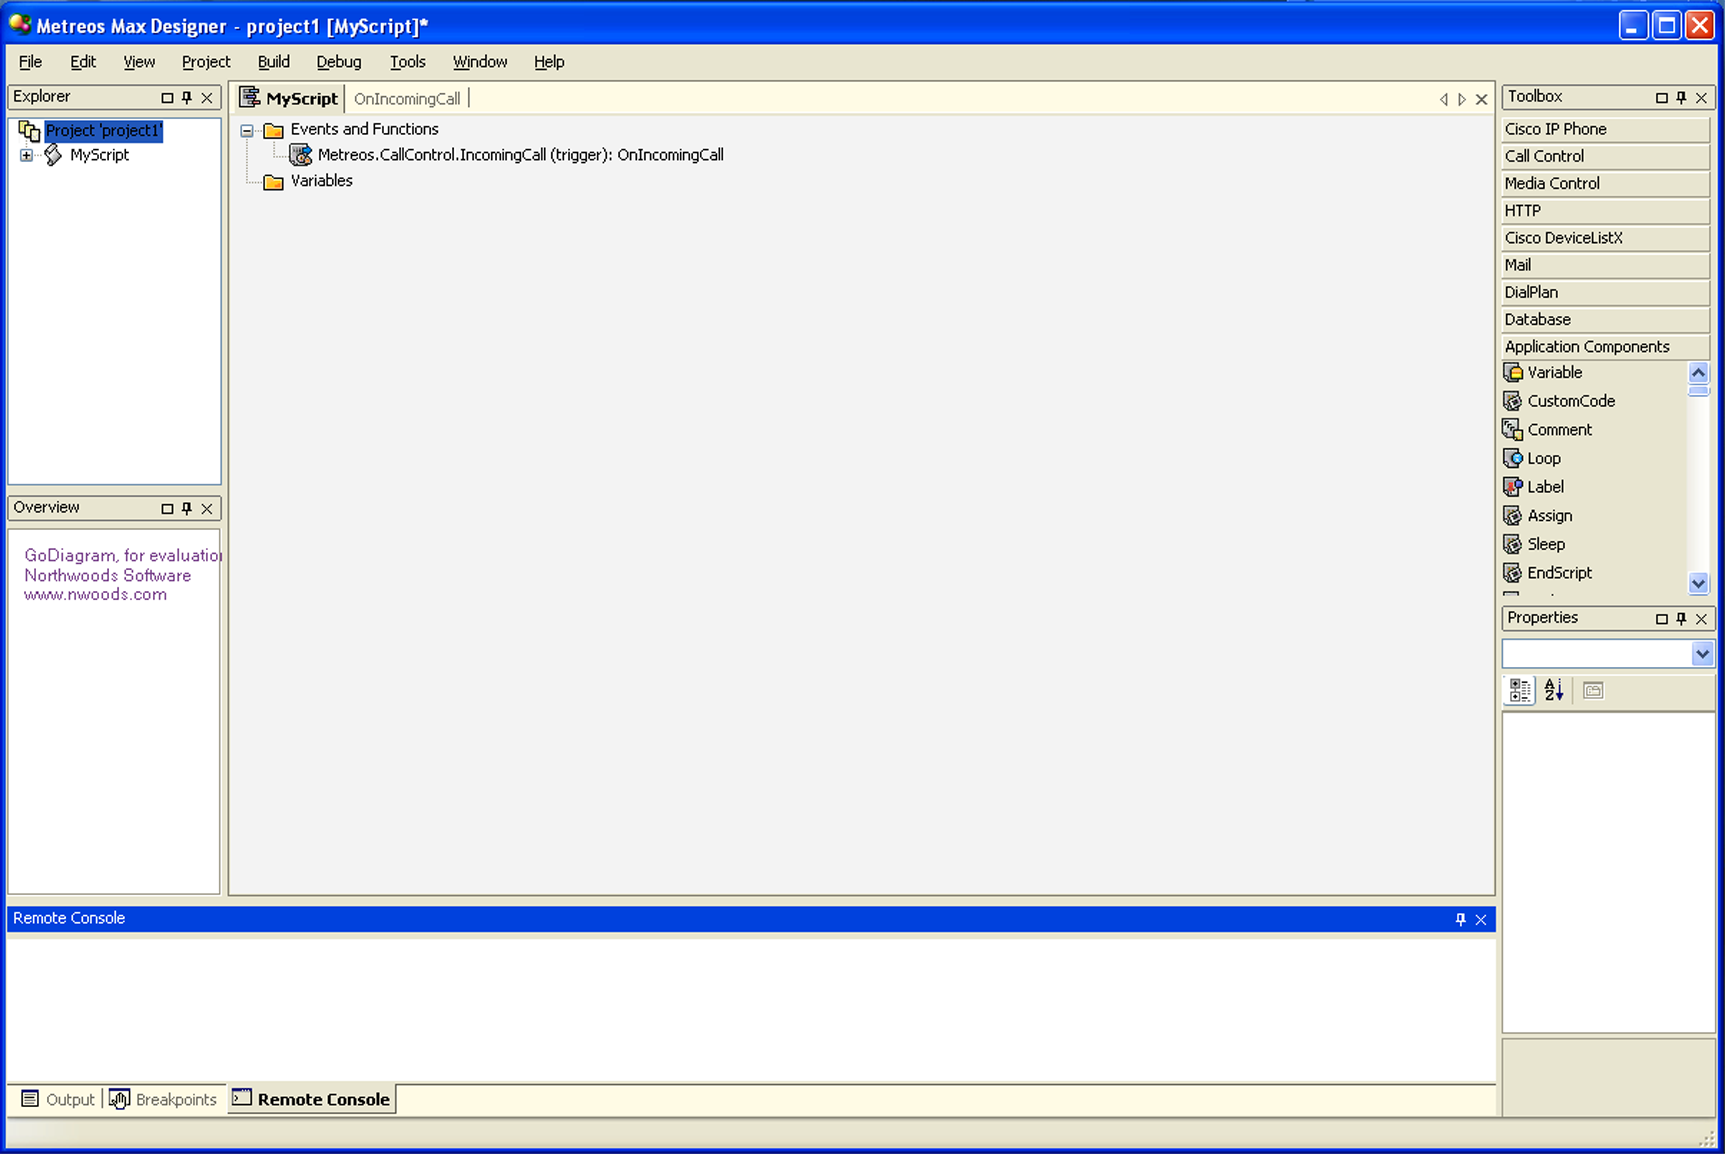 Metreos Max Designer - project1 [MyScript]*
File Edit View Project Build Debug Tools Window Help
Explorer
Project 'project1'
MyScript
Overview
GoDiagram, for evaluation
Northwoods Software
www.nwoods.com
MyScript OnIncomingCall
Events and Functions
Metreos.CallControl.IncomingCall (trigger): OnIncomingCall
Variables
Toolbox
Cisco IP Phone
Call Control
Media Control
HTTP
Cisco DeviceListX
Mail
DialPlan
Database
Application Components
Variable
CustomCode
Comment
Loop
Label
Assign
Sleep
EndScript
Properties
Remote Console
Output Breakpoints Remote Console